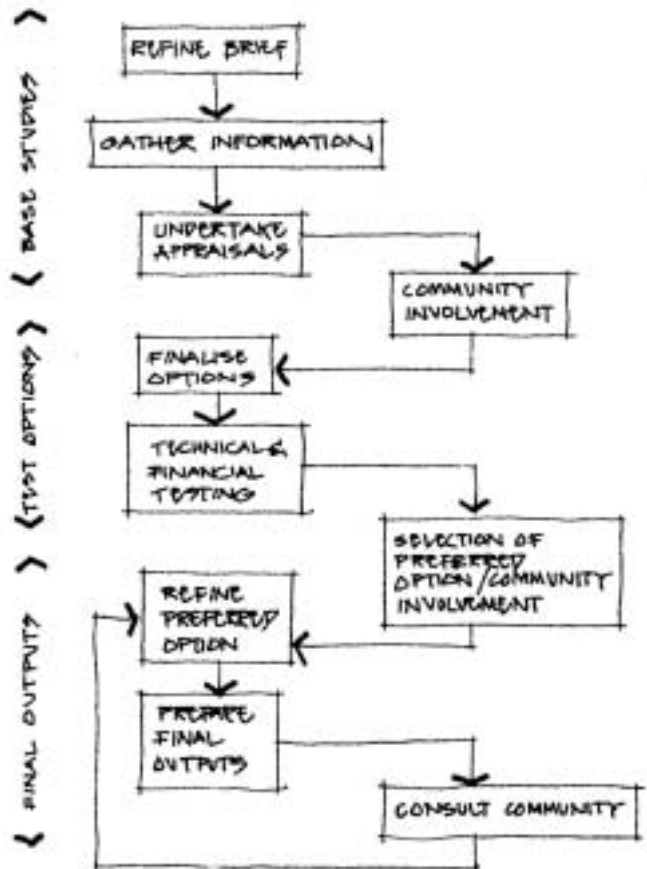 BASE STUDIES
REFINE BRIEF
GATHER INFORMATION
UNDERTAKE
APPRAISALS
COMMUNITY
INVOLVEMENT
TEST OPTIONS
FINALISE
OPTIONS
TECHNICAL &
FINANCIAL
TESTING
SELECTION OF
PREFERRED
OPTION/COMMUNITY
INVOLVEMENT
FINAL OUTPUTS
REFINE
PREFERRED
OPTION
PREPARE
FINAL
OUTPUTS
CONSULT COMMUNITY